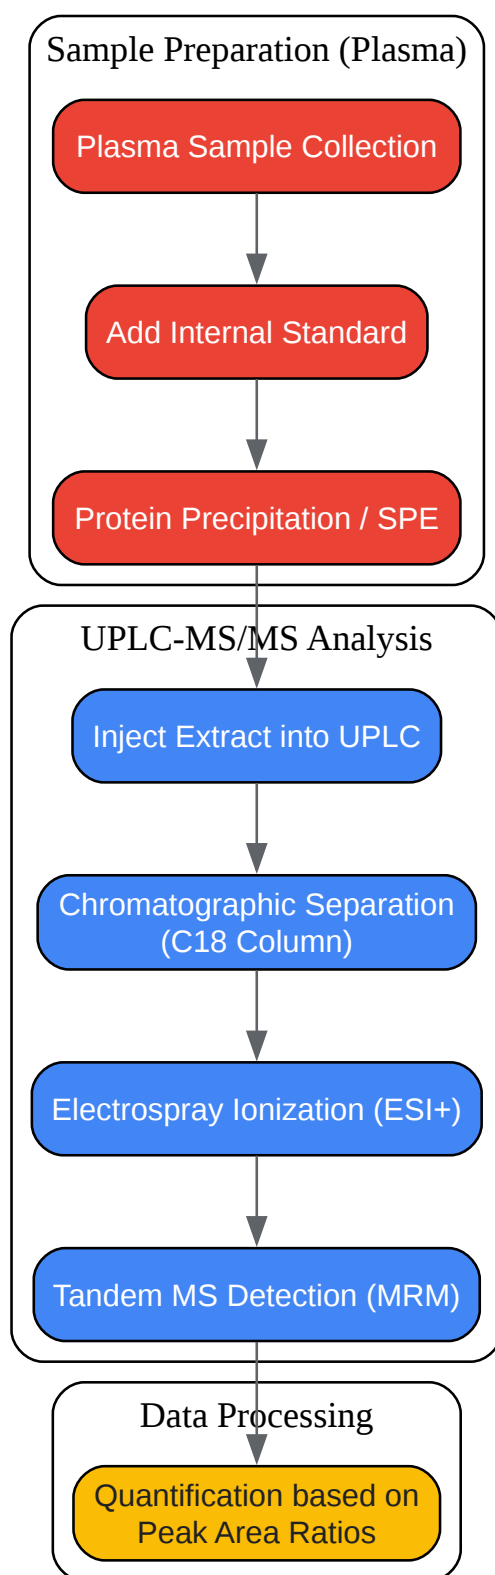 Sample Preparation (Plasma)
Plasma Sample Collection
Add Internal Standard
Protein Precipitation / SPE
UPLC-MS/MS Analysis
Inject Extract into UPLC
Chromatographic Separation
(C18 Column)
Electrospray Ionization (ESI+)
Tandem MS Detection (MRM)
Data Processing
Quantification based on
Peak Area Ratios